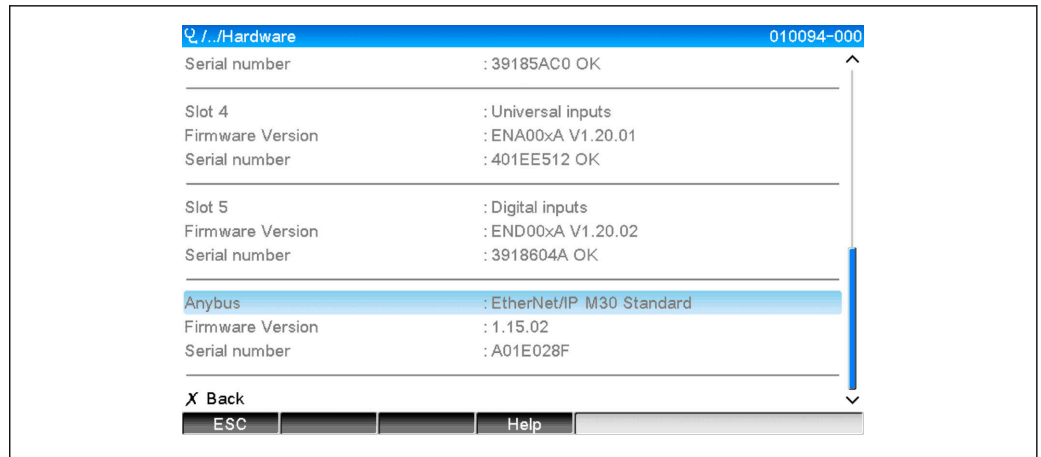 /../Hardware 010094-000
Serial number : 39185AC0 OK
Slot 4 : Universal inputs
Firmware Version : ENA00xA V1.20.01
Serial number : 401EE512 OK
Slot 5 : Digital inputs
Firmware Version : END00xA V1.20.02
Serial number : 3918604A OK
Anybus : EtherNet/IP M30 Standard
Firmware Version : 1.15.02
Serial number : A01E028F
X Back
ESC Help